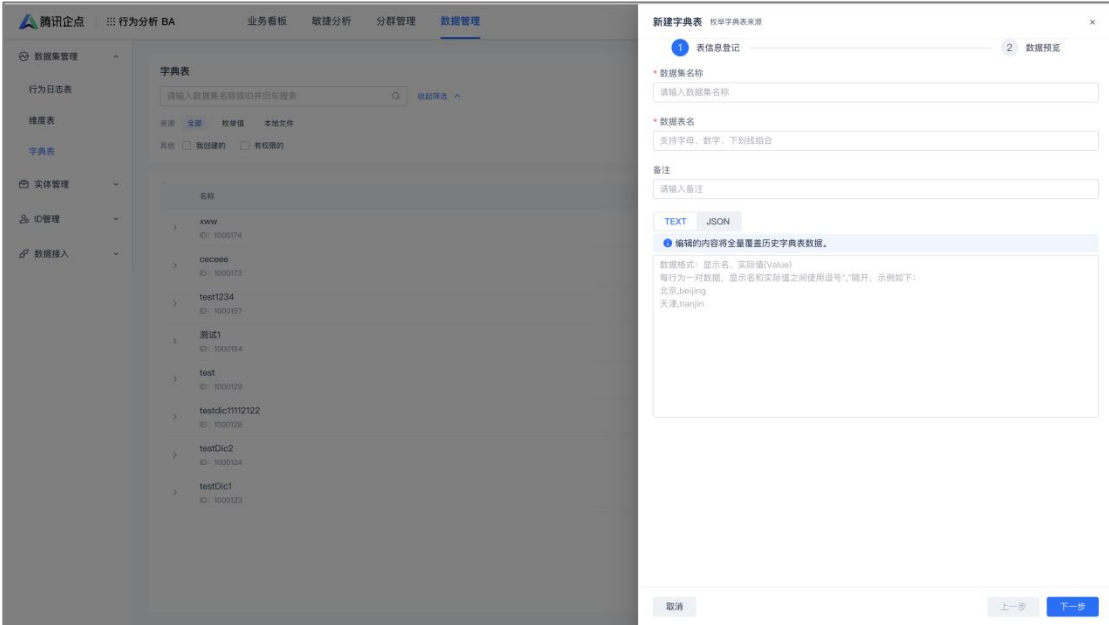 腾讯企点 行为分析 BA 业务看板 敏捷分析 分群管理 数据管理
数据集管理
行为日志表
维度表
字典表
实体管理
ID管理
数据接入
字典表
请输入数据集名称或ID并回车搜索 收起筛选
来源 全部 枚举值 本地文件
其他 我创建的 有权限的
名称
xww
ID: 1000174
ceceee
ID: 1000173
test1234
ID: 1000157
测试1
ID: 1000154
test
ID: 1000129
testdic11112122
ID: 1000128
testDic2
ID: 1000124
testDic1
ID: 1000123
新建字典表 枚举字典表来源
1 表信息登记 2 数据预览
* 数据集名称
请输入数据集名称
* 数据表名
支持字母、数字、下划线组合
备注
请输入备注
TEXT JSON
编辑的内容将全量覆盖历史字典表数据。
数据格式：显示名，实际值(Value)
每行为一对数据，显示名和实际值之间使用逗号","隔开，示例如下：
北京,beijing
天津,tianjin
取消 上一步 下一步